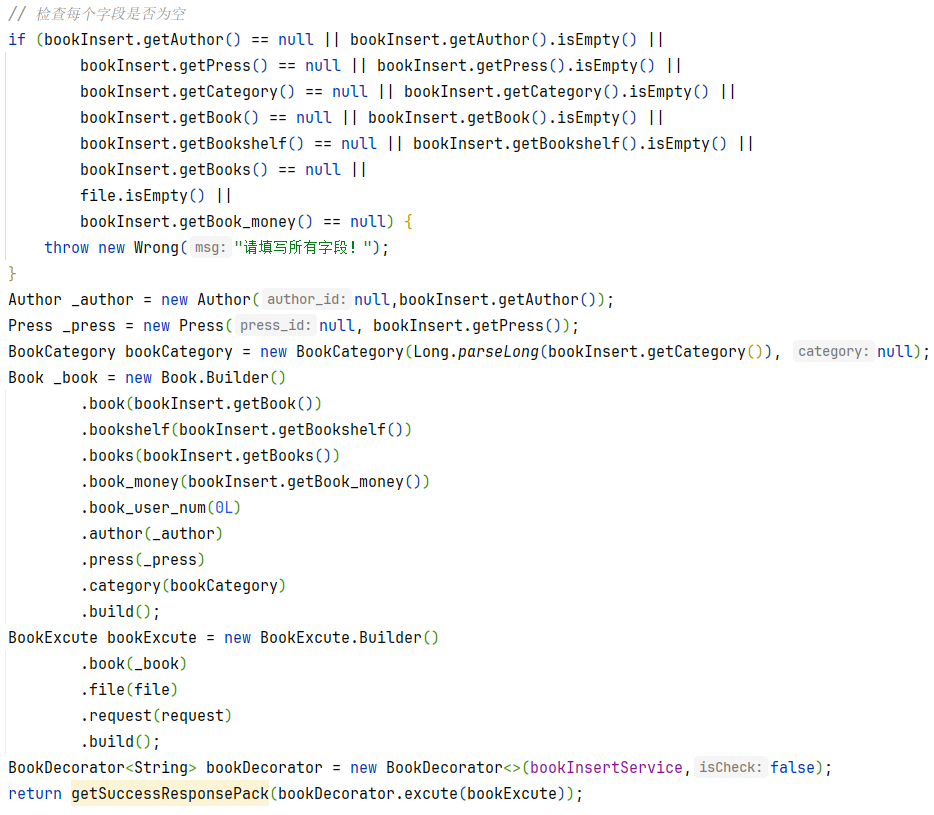 // 检查每个字段是否为空
if (bookInsert.getAuthor() == null || bookInsert.getAuthor().isEmpty() ||
        bookInsert.getPress() == null || bookInsert.getPress().isEmpty() ||
        bookInsert.getCategory() == null || bookInsert.getCategory().isEmpty() ||
        bookInsert.getBook() == null || bookInsert.getBook().isEmpty() ||
        bookInsert.getBookshelf() == null || bookInsert.getBookshelf().isEmpty() ||
        bookInsert.getBooks() == null ||
        file.isEmpty() ||
        bookInsert.getBook_money() == null) {
    throw new Wrong( msg: "请填写所有字段！");
}
Author _author = new Author( author_id: null,bookInsert.getAuthor());
Press _press = new Press( press_id: null, bookInsert.getPress());
BookCategory bookCategory = new BookCategory(Long.parseLong(bookInsert.getCategory()), category: null);
Book _book = new Book.Builder()
        .book(bookInsert.getBook())
        .bookshelf(bookInsert.getBookshelf())
        .books(bookInsert.getBooks())
        .book_money(bookInsert.getBook_money())
        .book_user_num(0L)
        .author(_author)
        .press(_press)
        .category(bookCategory)
        .build();
BookExcute bookExcute = new BookExcute.Builder()
        .book(_book)
        .file(file)
        .request(request)
        .build();
BookDecorator<String> bookDecorator = new BookDecorator<>(bookInsertService, isCheck: false);
return getSuccessResponsePack(bookDecorator.excute(bookExcute));